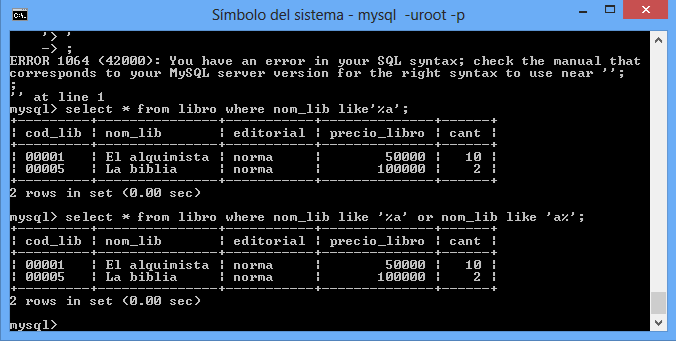 Símbolo del sistema - mysql -uroot -p
'> '
-> ;
ERROR 1064 (42000): You have an error in your SQL syntax; check the manual that
corresponds to your MySQL server version for the right syntax to use near '';
;
'' at line 1
mysql> select * from libro where nom_lib like'%a';
+---------+---------------+-----------+--------------+------+
| cod_lib | nom_lib       | editorial | precio_libro | cant |
+---------+---------------+-----------+--------------+------+
| 00001   | El alquimista | norma     |        50000 |   10 |
| 00005   | La biblia     | norma     |       100000 |    2 |
+---------+---------------+-----------+--------------+------+
2 rows in set (0.00 sec)
mysql> select * from libro where nom_lib like '%a' or nom_lib like 'a%';
+---------+---------------+-----------+--------------+------+
| cod_lib | nom_lib       | editorial | precio_libro | cant |
+---------+---------------+-----------+--------------+------+
| 00001   | El alquimista | norma     |        50000 |   10 |
| 00005   | La biblia     | norma     |       100000 |    2 |
+---------+---------------+-----------+--------------+------+
2 rows in set (0.00 sec)
mysql>